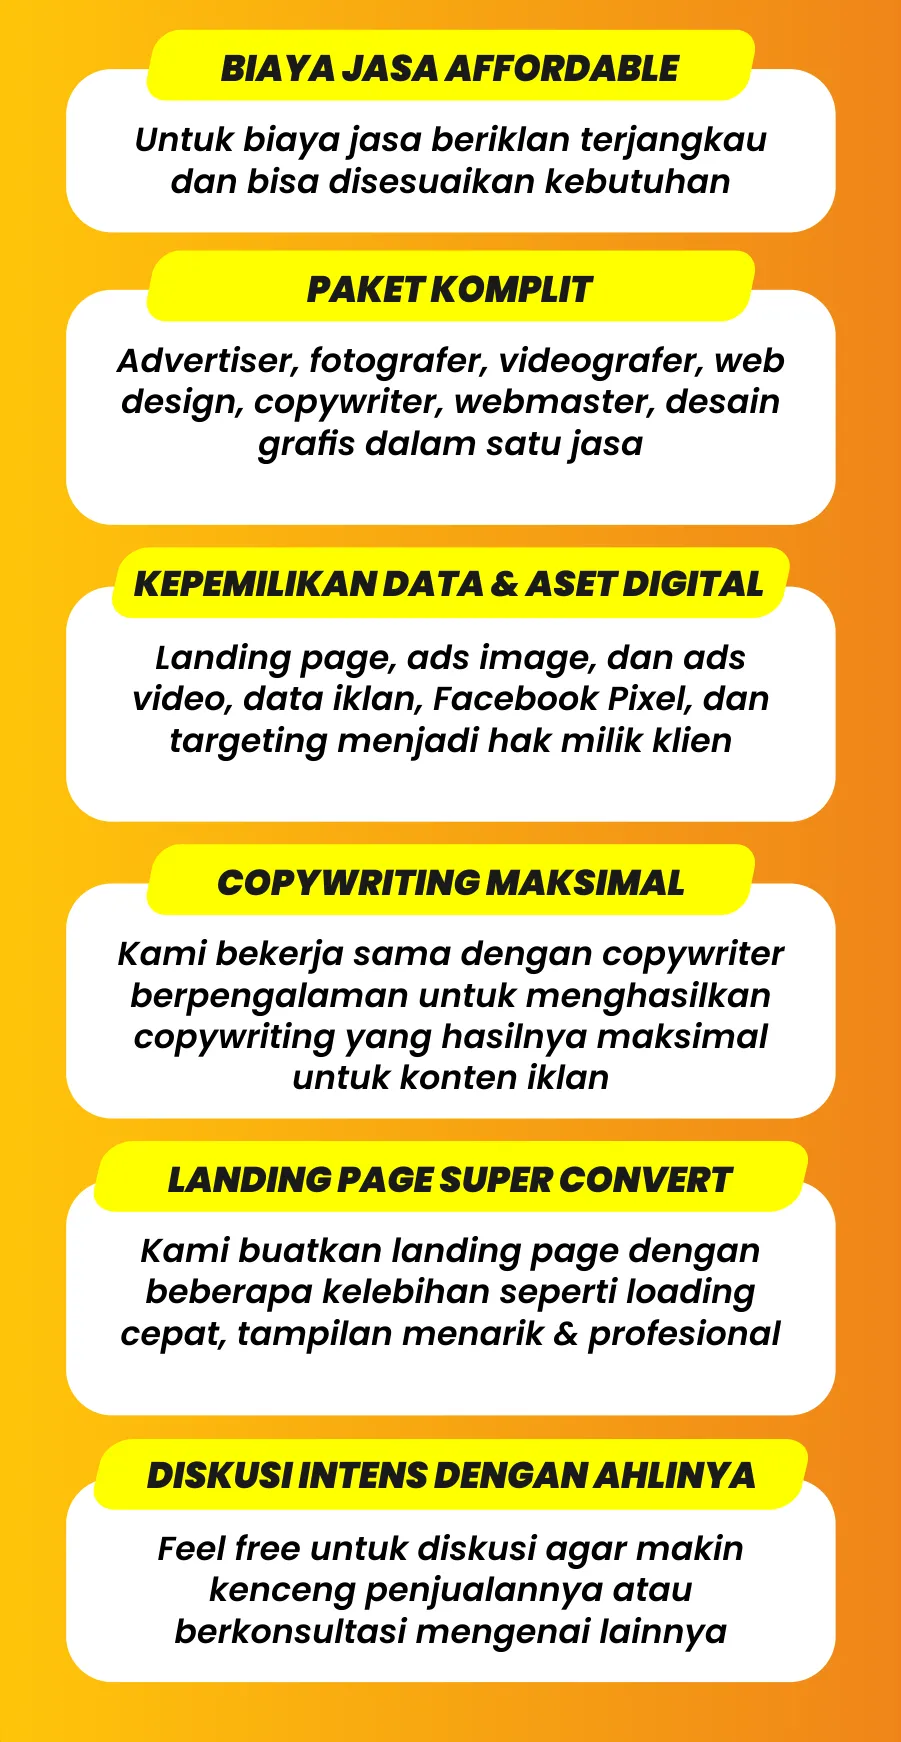 BIAYA JASA AFFORDABLE
Untuk biaya jasa beriklan terjangkau
dan bisa disesuaikan kebutuhan
PAKET KOMPLIT
Advertiser, fotografer, videografer, web
design, copywriter, webmaster, desain
grafis dalam satu jasa
KEPEMILIKAN DATA & ASET DIGITAL
Landing page, ads image, dan ads
video, data iklan, Facebook Pixel, dan
targeting menjadi hak milik klien
COPYWRITING MAKSIMAL
Kami bekerja sama dengan copywriter
berpengalaman untuk menghasilkan
copywriting yang hasilnya maksimal
untuk konten iklan
LANDING PAGE SUPER CONVERT
Kami buatkan landing page dengan
beberapa kelebihan seperti loading
cepat, tampilan menarik & profesional
DISKUSI INTENS DENGAN AHLINYA
Feel free untuk diskusi agar makin
kenceng penjualannya atau
berkonsultasi mengenai lainnya